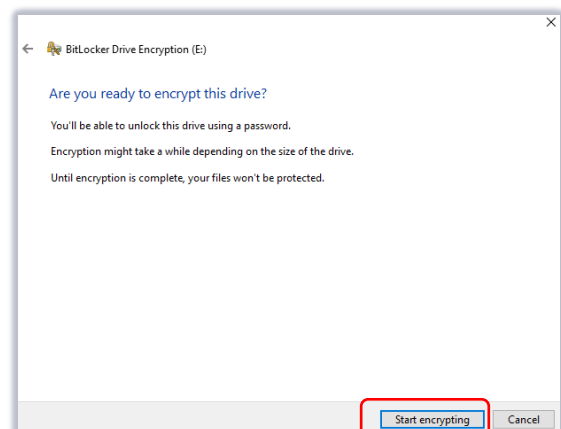 BitLocker Drive Encryption (E:)
Are you ready to encrypt this drive?
You'll be able to unlock this drive using a password.
Encryption might take a while depending on the size of the drive.
Until encryption is complete, your files won't be protected.
Start encrypting
Cancel